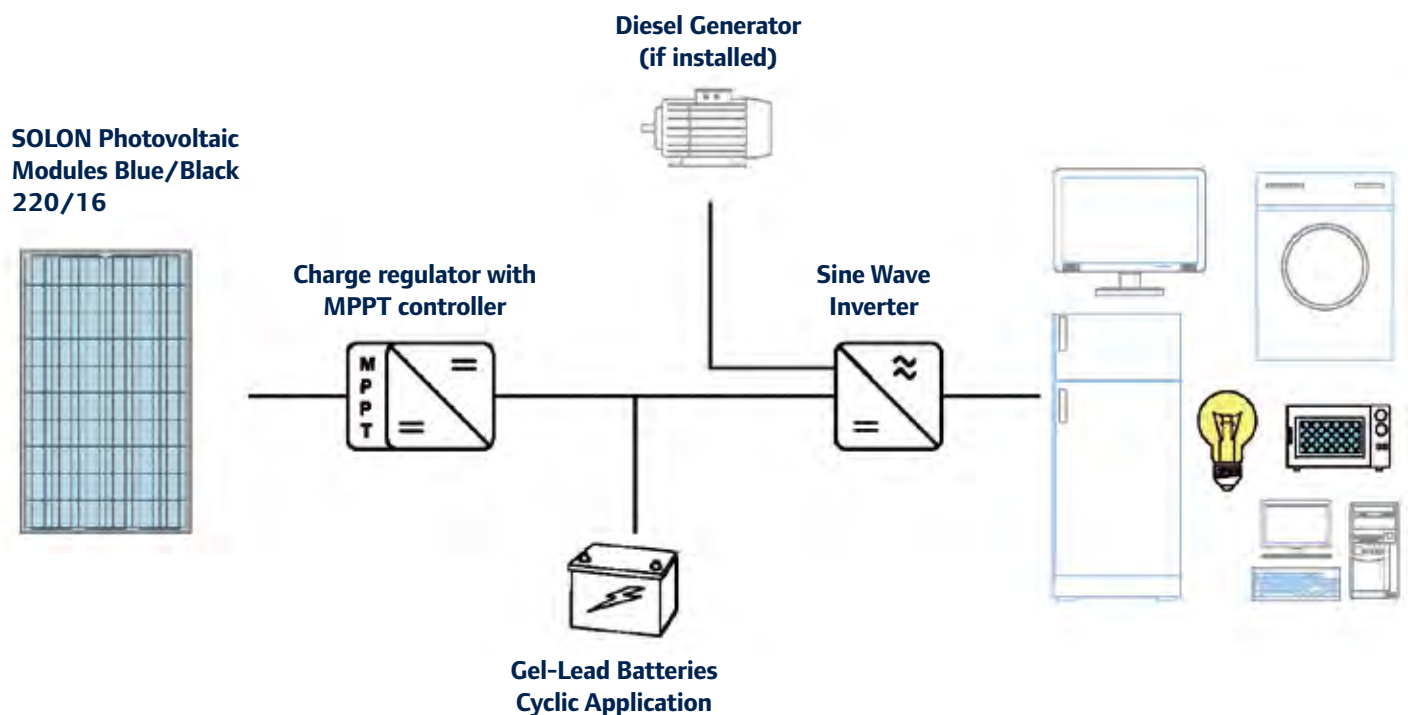 Diesel Generator
(if installed)
SOLON Photovoltaic
Modules Blue/Black
220/16
Charge regulator with
MPPT controller
Sine Wave
Inverter
M
P
P
T
Gel-Lead Batteries
Cyclic Application